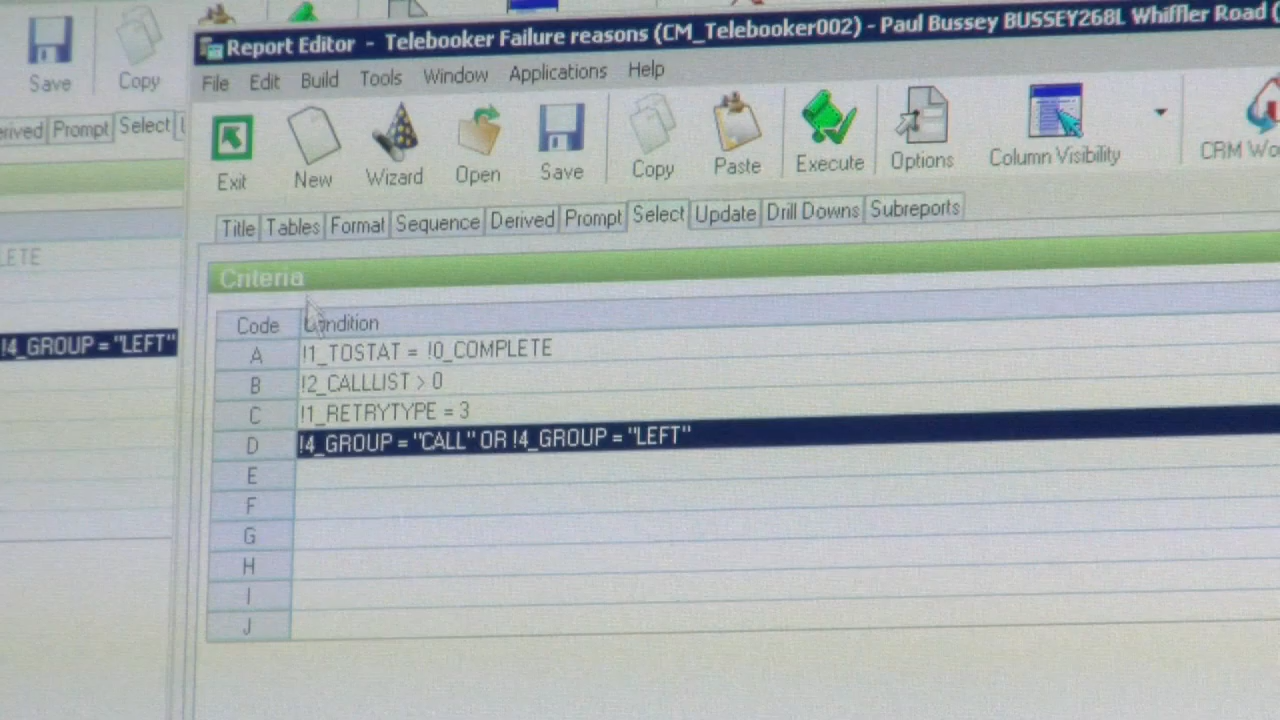 Report Editor - Telebooker Failure reasons (CM_Telebooker002) - Paul Bussey BUSSEY268L Whiffler Road (
File Edit Build Tools Window Applications Help
Exit New Wizard Open Save Copy Paste Execute Options Column Visibility CRM
Title Tables Format Sequence Derived Prompt Select Update Drill Downs Subreports
Criteria
Code Condition
A !1_TOSTAT = !0_COMPLETE
B !2_CALLLIST > 0
C !1_RETRYTYPE = 3
D !4_GROUP = "CALL" OR !4_GROUP = "LEFT"
E
F
G
H
I
J
Save Copy
Prompt Select
!4_GROUP = "LEFT"